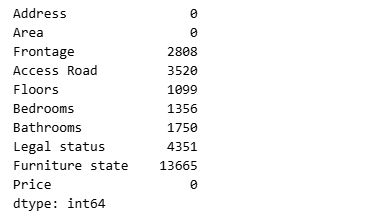 Address 0
Area 0
Frontage 2808
Access Road 3520
Floors 1099
Bedrooms 1356
Bathrooms 1750
Legal status 4351
Furniture state 13665
Price 0
dtype: int64